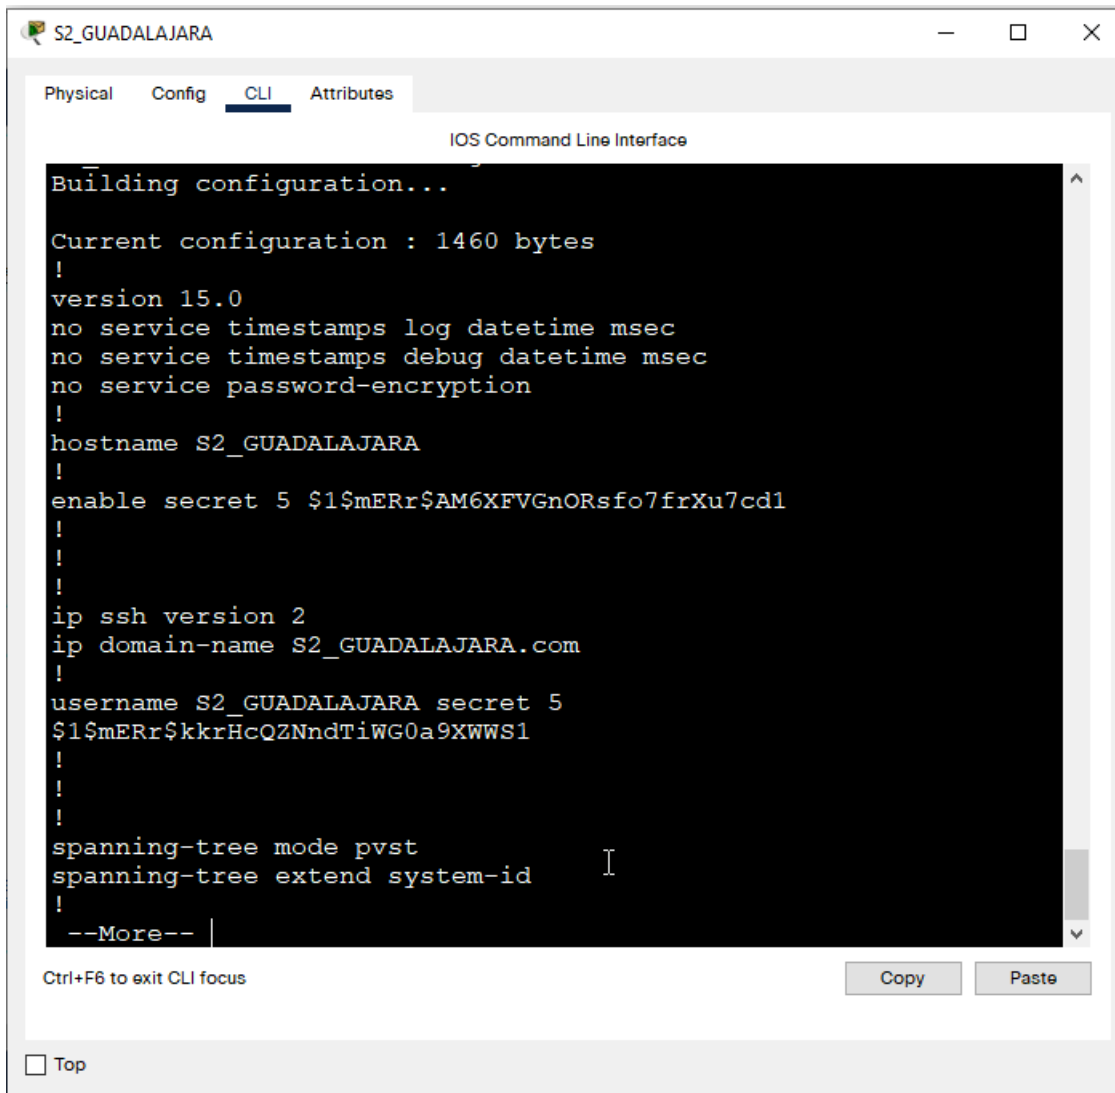 S2_GUADALAJARA
Physical Config CLI Attributes
IOS Command Line Interface
Building configuration...
Current configuration : 1460 bytes
!
version 15.0
no service timestamps log datetime msec
no service timestamps debug datetime msec
no service password-encryption
!
hostname S2_GUADALAJARA
!
enable secret 5 $1$mERr$AM6XFVGnORsfo7frXu7cd1
!
!
!
ip ssh version 2
ip domain-name S2_GUADALAJARA.com
!
username S2_GUADALAJARA secret 5
$1$mERr$kkrHcQZNndTiWG0a9XWWS1
!
!
!
spanning-tree mode pvst
spanning-tree extend system-id
!
--More--
Ctrl+F6 to exit CLI focus
Copy Paste
Top